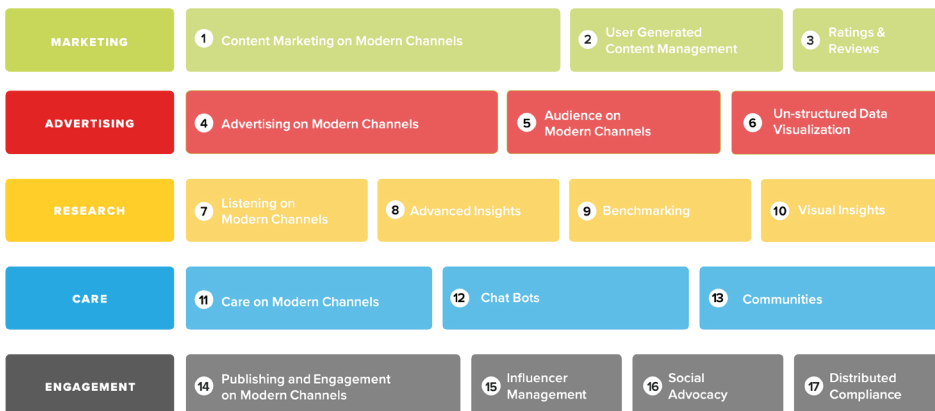 MARKETING
1 Content Marketing on Modern Channels
2 User Generated
Content Management
3 Ratings &
Reviews
ADVERTISING
4 Advertising on Modern Channels
5 Audience on
Modern Channels
6 Un-structured Data
Visualization
RESEARCH
7 Listening on
Modern Channels
8 Advanced Insights
9 Benchmarking
10 Visual Insights
CARE
11 Care on Modern Channels
12 Chat Bots
13 Communities
ENGAGEMENT
14 Publishing and Engagement
on Modern Channels
15 Influencer
Management
16 Social
Advocacy
17 Distributed
Compliance